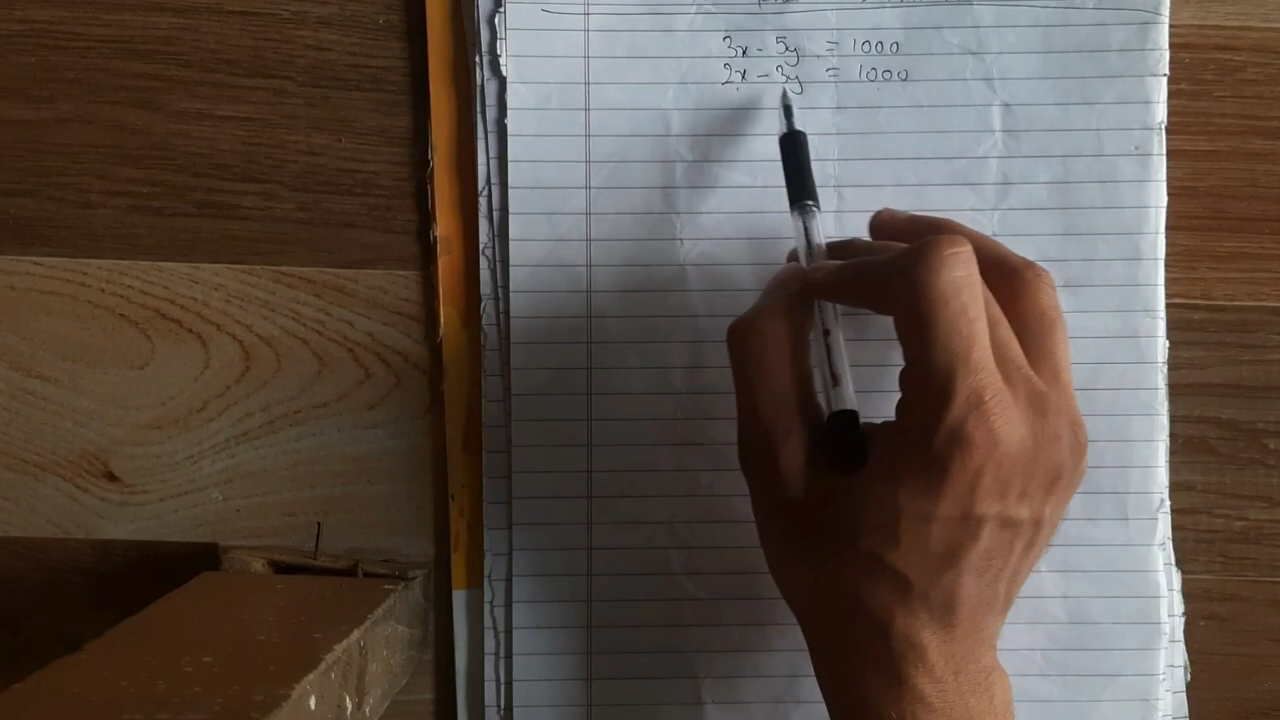 3x - 5y = 1000
2x - 3y = 1000